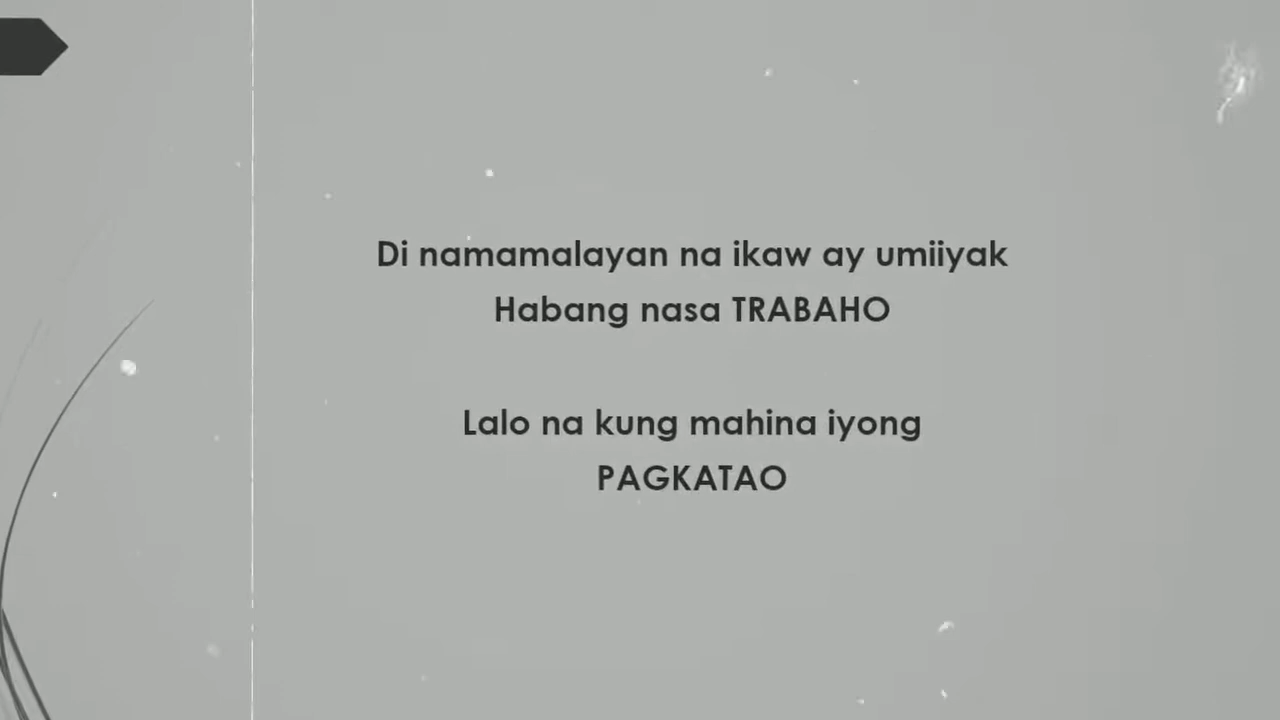 Di namamalayan na ikaw ay umiiyak
Habang nasa TRABAHO
Lalo na kung mahina iyong
PAGKATAO